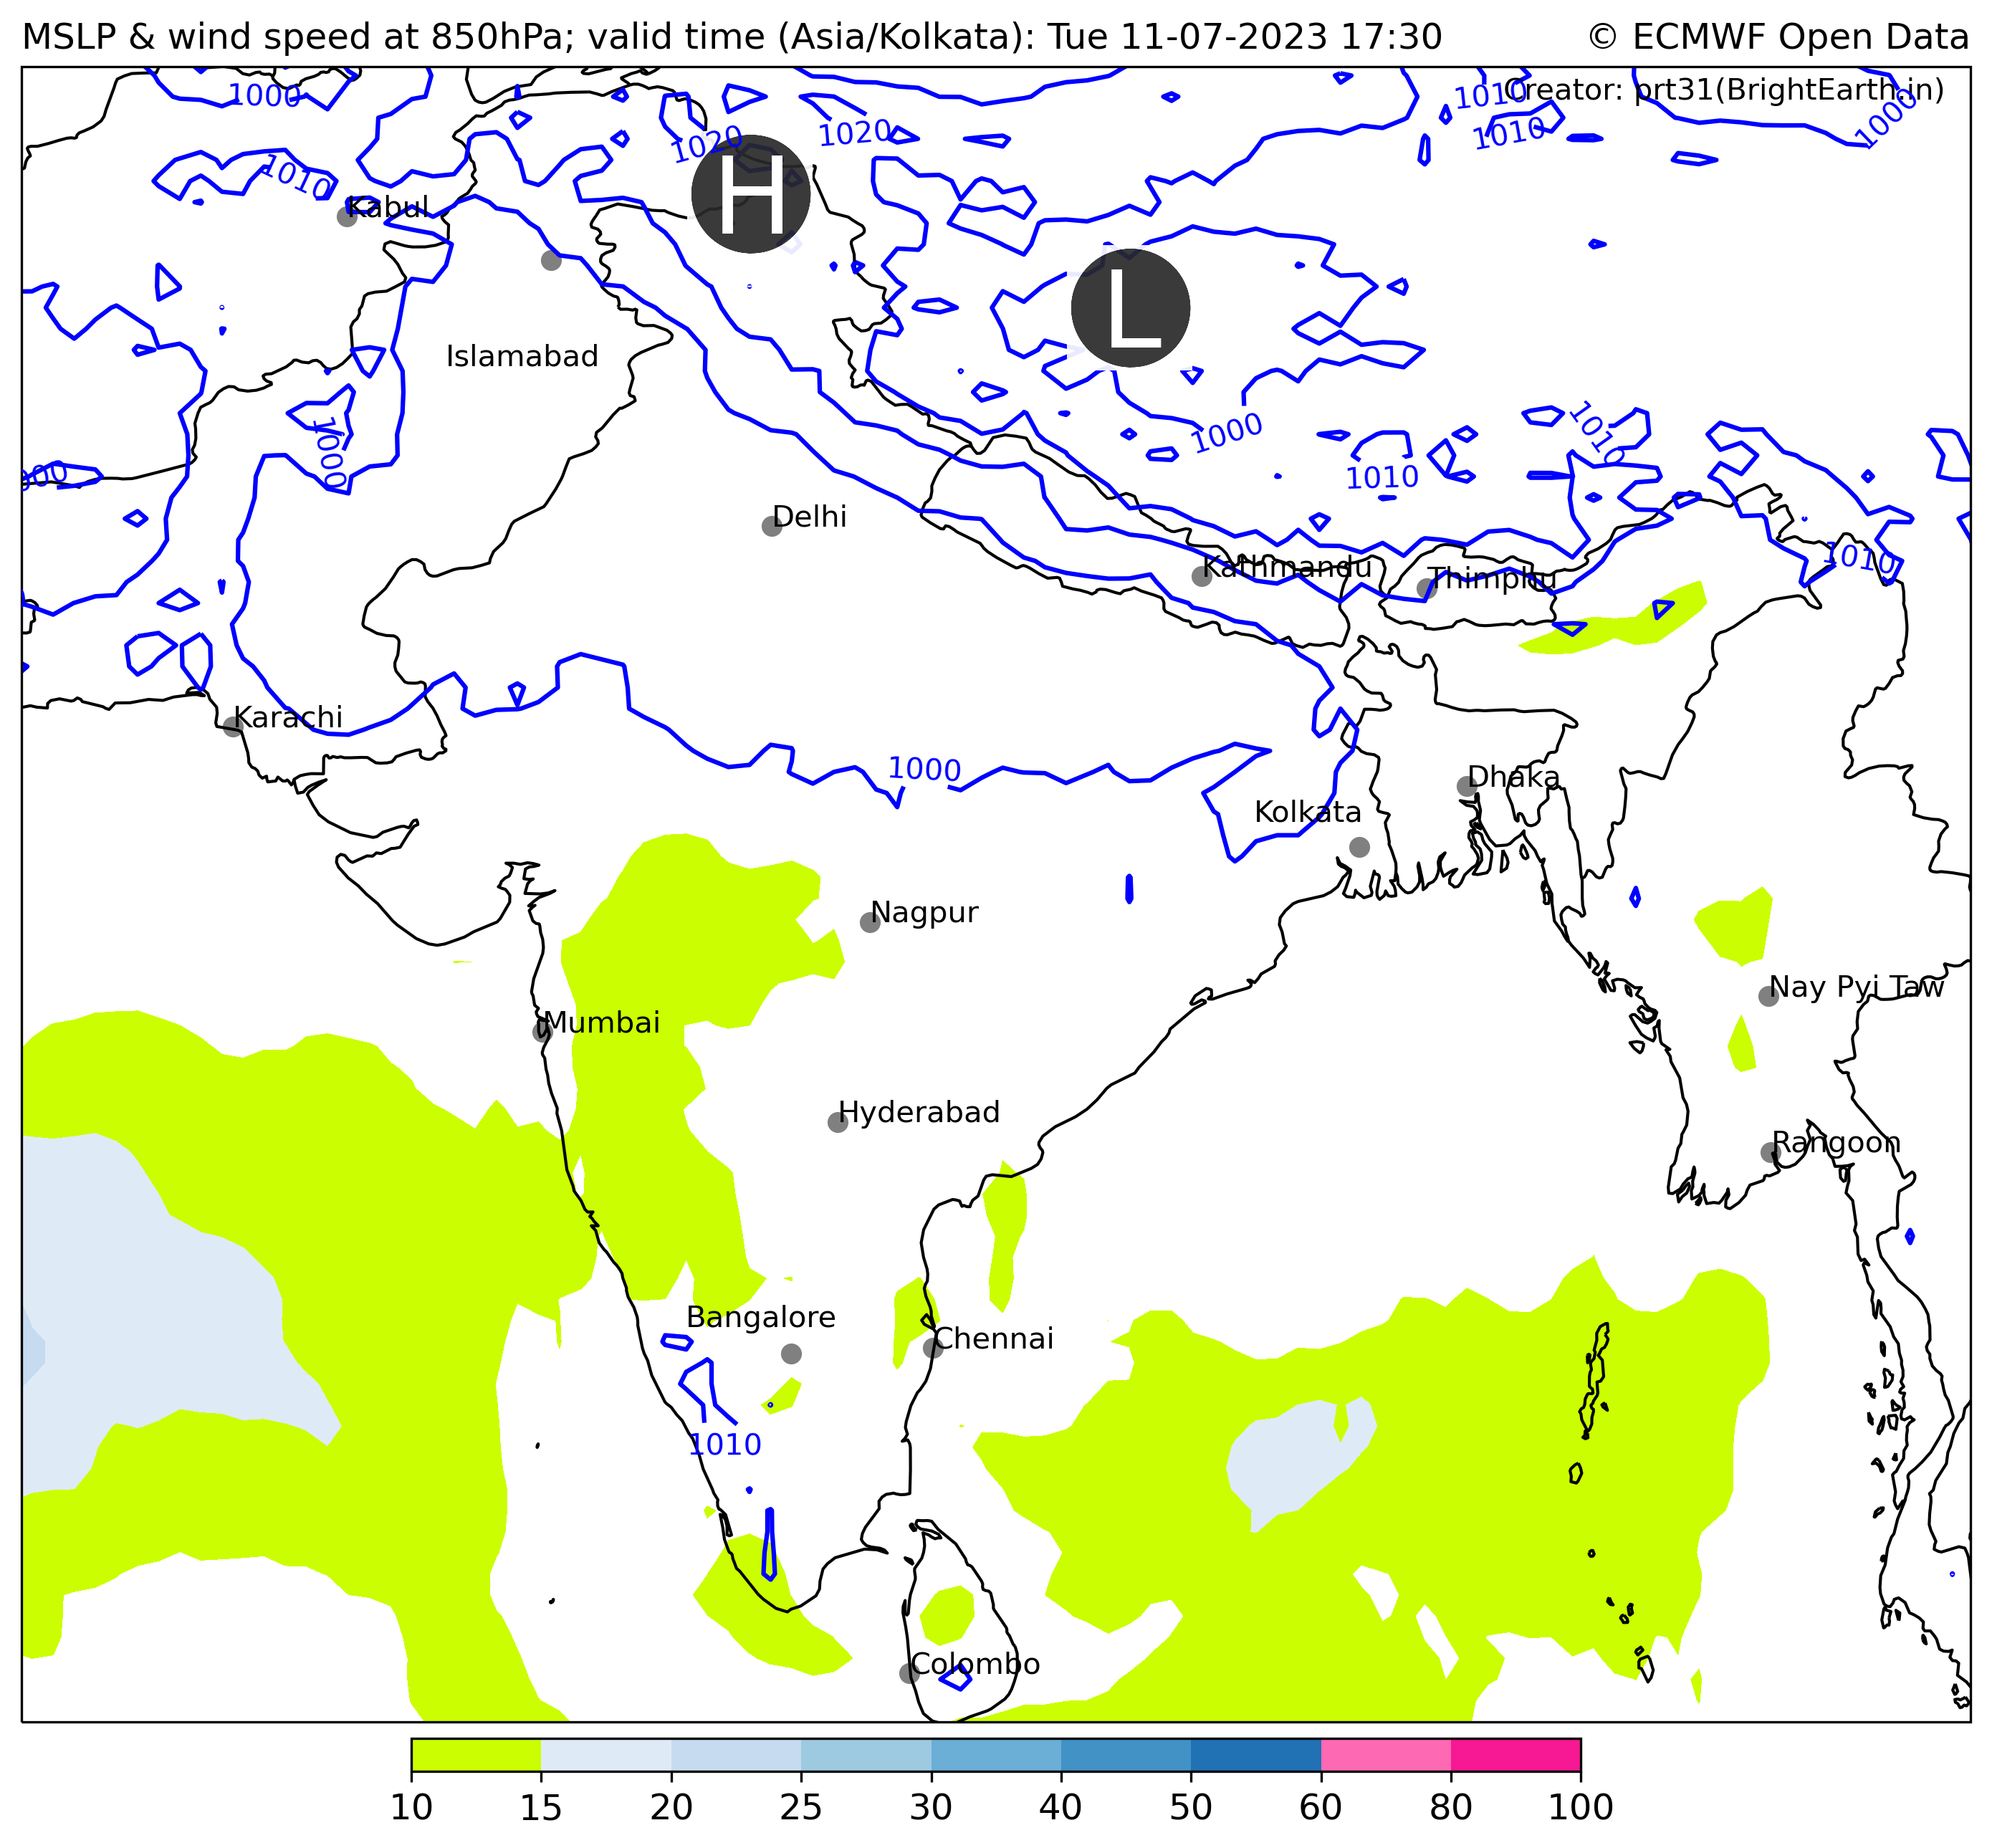 MSLP & wind speed at 850hPa; valid time (Asia/Kolkata): Tue 11-07-2023 17:30 © ECMWF Open Data
Creator: prt31(BrightEarth.in)
1000
1010
1000
1020
1020
1010
1010
H
Kabul
L
Islamabad
1000
1000
1010
1010
Delhi
1010
Kathmandu
Thimphu
Karachi
1000
Dhaka
Kolkata
Nagpur
Nay Pyi Taw
Mumbai
Hyderabad
Rangoon
Bangalore
Chennai
1010
Colombo
10 15 20 25 30 40 50 60 80 100